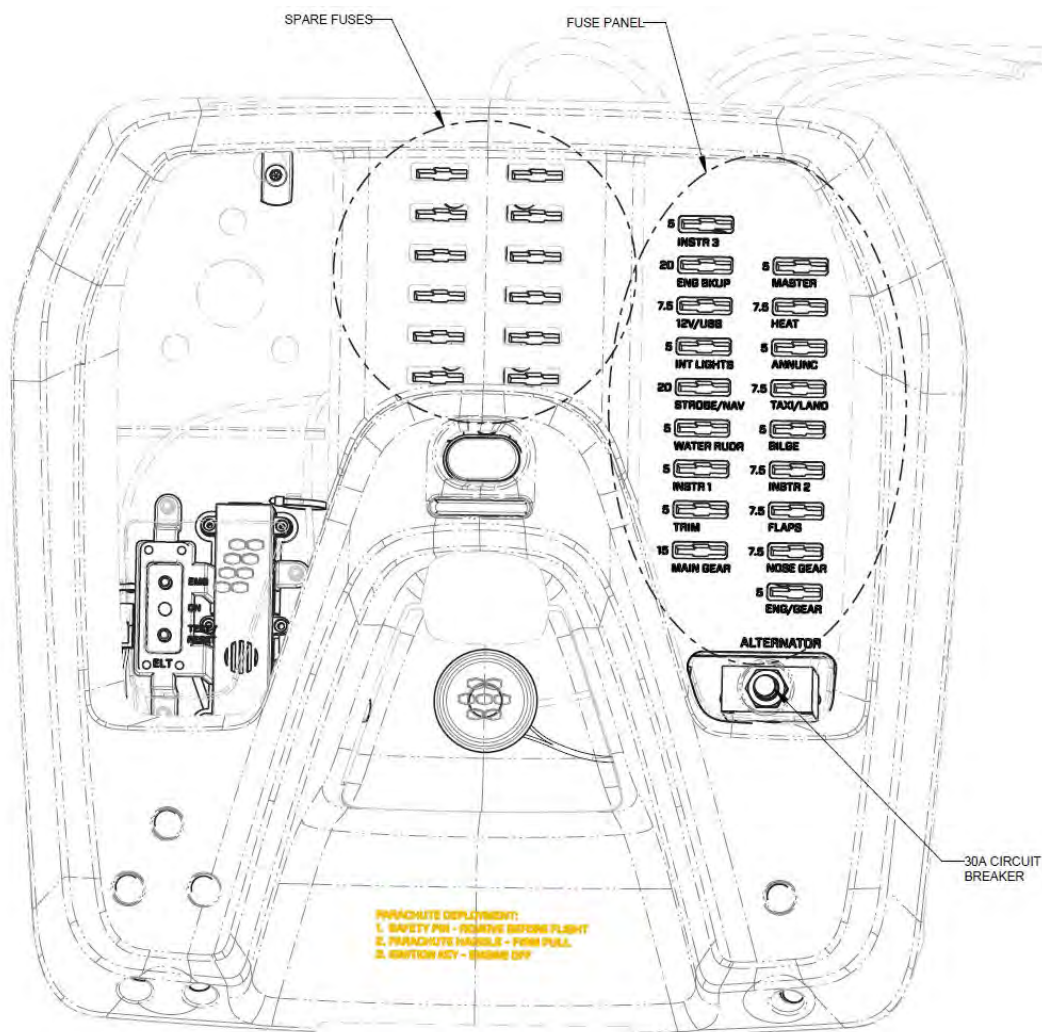 SPARE FUSES
FUSE PANEL
5
INSTR 3
20
ENG BKUP
5
MASTER
7.5
12V/USB
7.5
HEAT
5
INT LIGHTS
5
ANNUNC
20
STROBE/NAV
7.5
TAXI/LAND
5
WATER RUDR
5
BILGE
5
INSTR 1
7.5
INSTR 2
5
TRIM
7.5
FLAPS
15
MAIN GEAR
7.5
NOSE GEAR
5
ENG/GEAR
ALTERNATOR
ON
ELT
30A CIRCUIT
BREAKER
PARACHUTE DEPLOYMENT:
1. SAFETY PIN - REMOVE BEFORE FLIGHT
2. PARACHUTE HANDLE - FIRM PULL
3. IGNITION KEY - ENGINE OFF